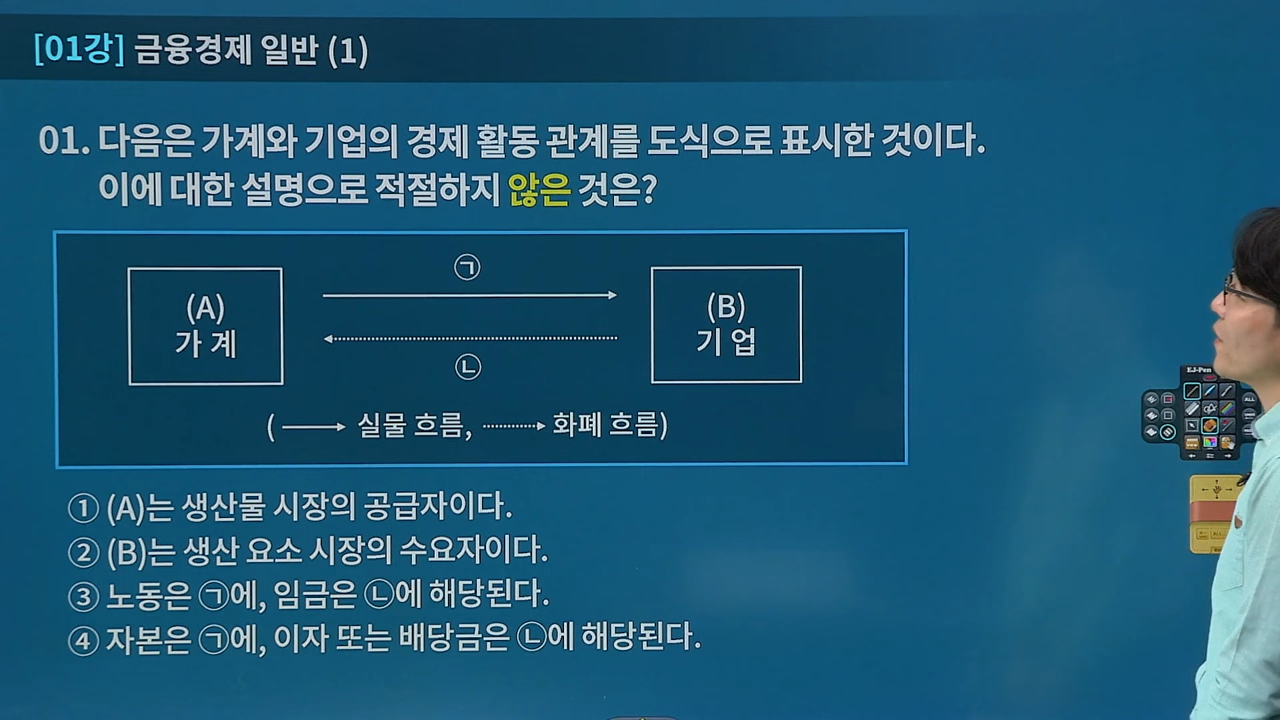 [01강] 금융경제 일반 (1)
01. 다음은 가계와 기업의 경제 활동 관계를 도식으로 표시한 것이다.
이에 대한 설명으로 적절하지 않은 것은?
㉠
(A)
가 계
(B)
기 업
㉡
( → 실물 흐름, ┈→ 화폐 흐름)
① (A)는 생산물 시장의 공급자이다.
② (B)는 생산 요소 시장의 수요자이다.
③ 노동은 ㉠에, 임금은 ㉡에 해당된다.
④ 자본은 ㉠에, 이자 또는 배당금은 ㉡에 해당된다.
EJ-Pen
ALL